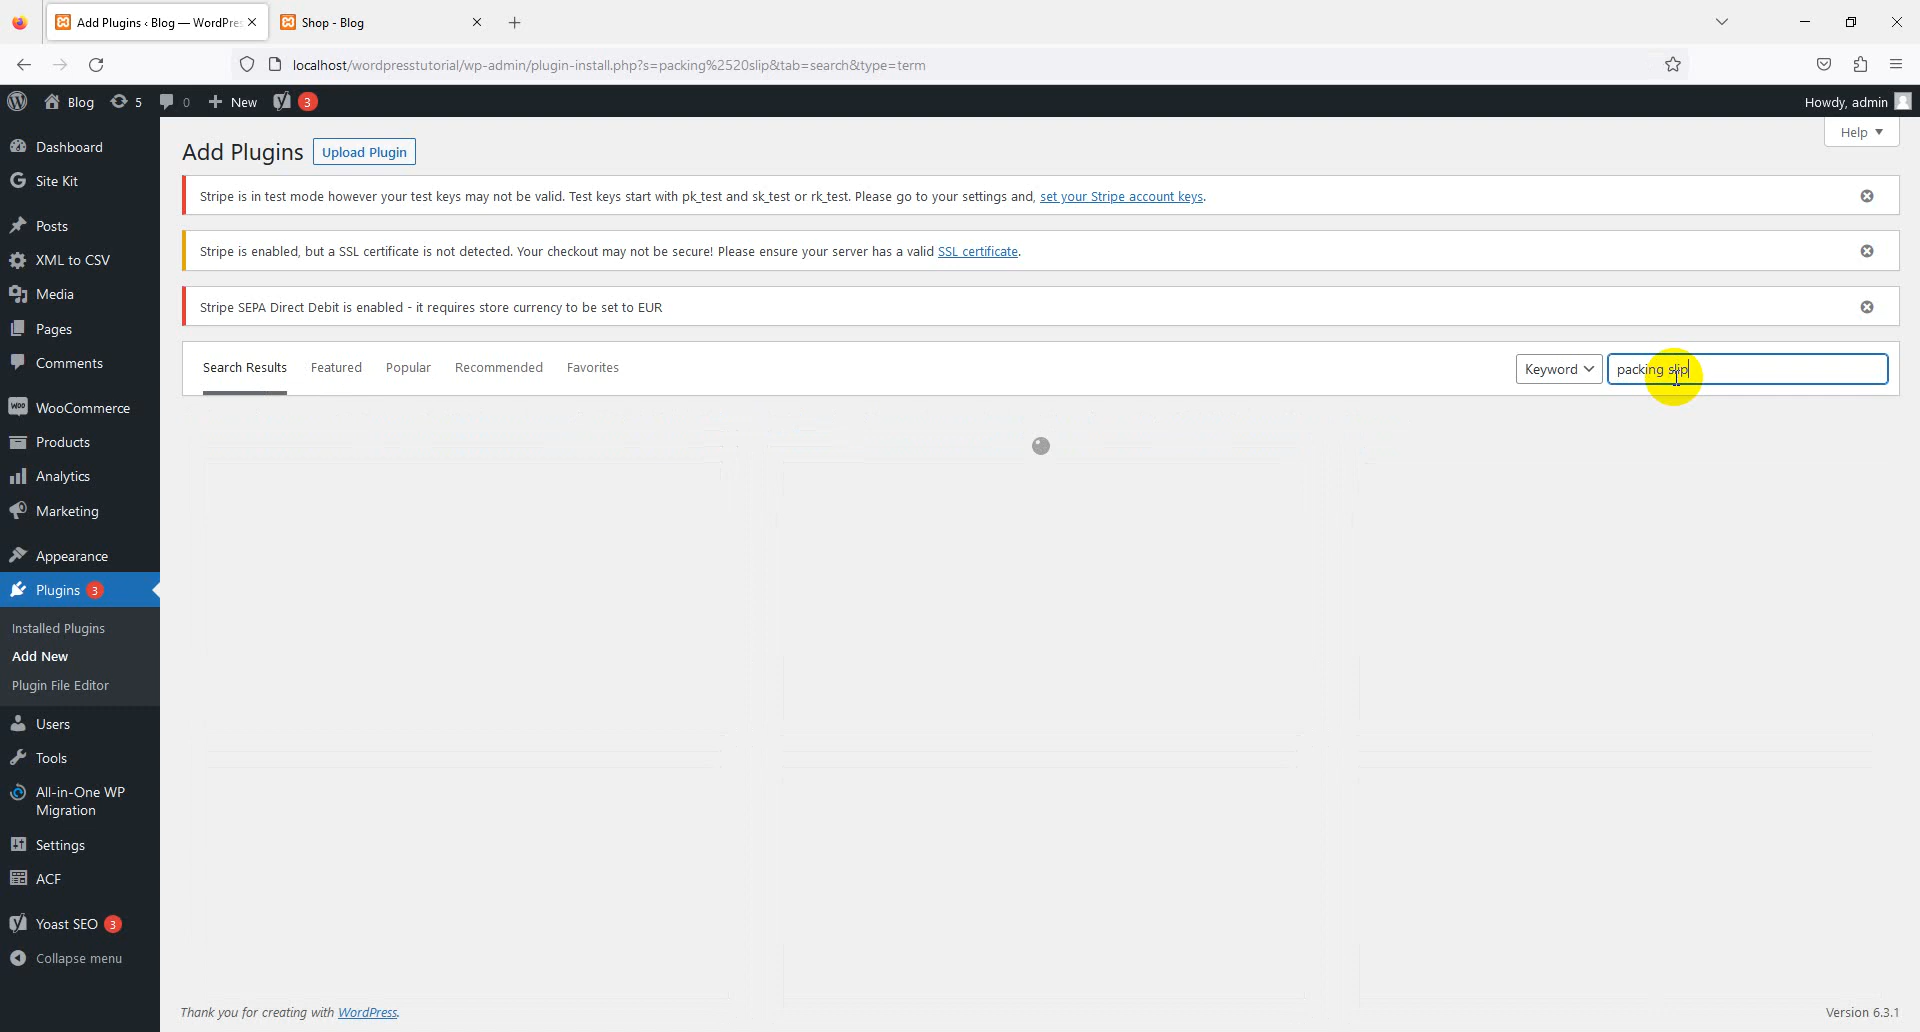 Add Plugins ‹ Blog — WordPres
Shop - Blog
localhost/wordpresstutorial/wp-admin/plugin-install.php?s=packing%2520slip&tab=search&type=term
Blog 5 0 New 3 Howdy, admin
Help
Dashboard
Site Kit
Posts
XML to CSV
Media
Pages
Comments
WooCommerce
Products
Analytics
Marketing
Appearance
Plugins 3
Installed Plugins
Add New
Plugin File Editor
Users
Tools
All-in-One WP
Migration
Settings
ACF
Yoast SEO 3
Collapse menu
Add Plugins Upload Plugin
Stripe is in test mode however your test keys may not be valid. Test keys start with pk_test and sk_test or rk_test. Please go to your settings and, set your Stripe account keys.
Stripe is enabled, but a SSL certificate is not detected. Your checkout may not be secure! Please ensure your server has a valid SSL certificate.
Stripe SEPA Direct Debit is enabled - it requires store currency to be set to EUR
Search Results Featured Popular Recommended Favorites Keyword packing slip
Thank you for creating with WordPress. Version 6.3.1